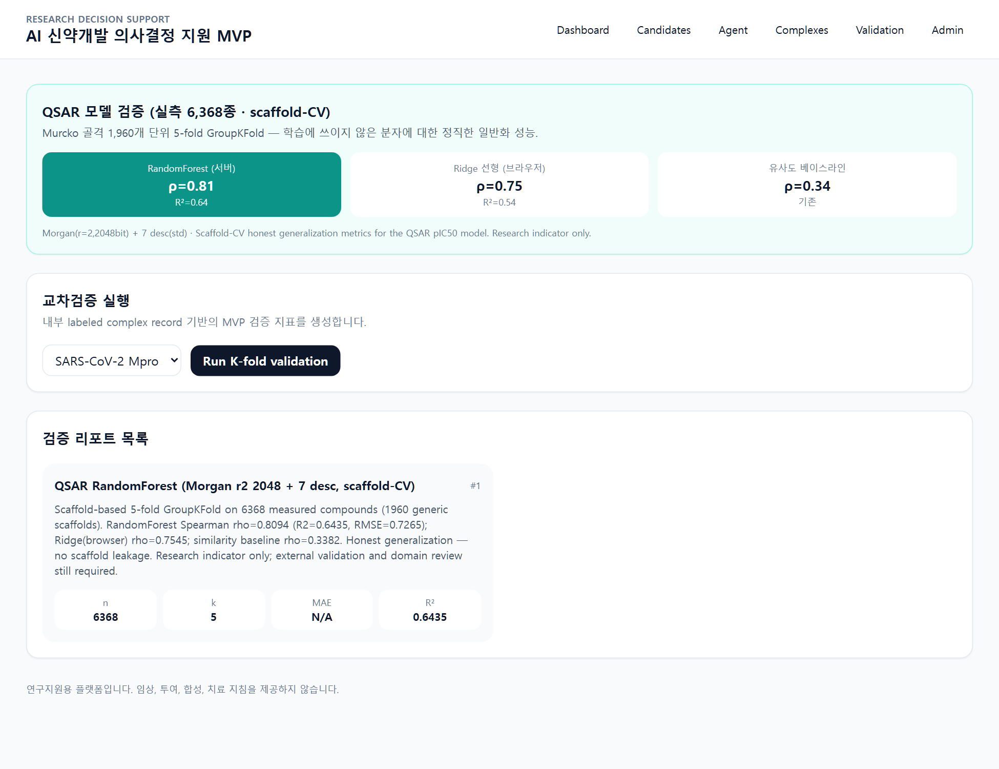 RESEARCH DECISION SUPPORT
AI 신약개발 의사결정 지원 MVP
Dashboard
Candidates
Agent
Complexes
Validation
Admin
QSAR 모델 검증 (실측 6,368종 · scaffold-CV)
Murcko 골격 1,960개 단위 5-fold GroupKFold — 학습에 쓰이지 않은 분자에 대한 정직한 일반화 성능.
RandomForest (서버)
ρ=0.81
R²=0.64
Ridge 선형 (브라우저)
ρ=0.75
R²=0.54
유사도 베이스라인
ρ=0.34
기존
Morgan(r=2,2048bit) + 7 desc(std) · Scaffold-CV honest generalization metrics for the QSAR pIC50 model. Research indicator only.
교차검증 실행
내부 labeled complex record 기반의 MVP 검증 지표를 생성합니다.
SARS-CoV-2 Mpro
Run K-fold validation
검증 리포트 목록
QSAR RandomForest (Morgan r2 2048 + 7 desc, scaffold-CV)
#1
Scaffold-based 5-fold GroupKFold on 6368 measured compounds (1960 generic
scaffolds). RandomForest Spearman rho=0.8094 (R2=0.6435, RMSE=0.7265);
Ridge(browser) rho=0.7545; similarity baseline rho=0.3382. Honest generalization —
no scaffold leakage. Research indicator only; external validation and domain review
still required.
n
6368
k
5
MAE
N/A
R²
0.6435
연구지원용 플랫폼입니다. 임상, 투여, 합성, 치료 지침을 제공하지 않습니다.